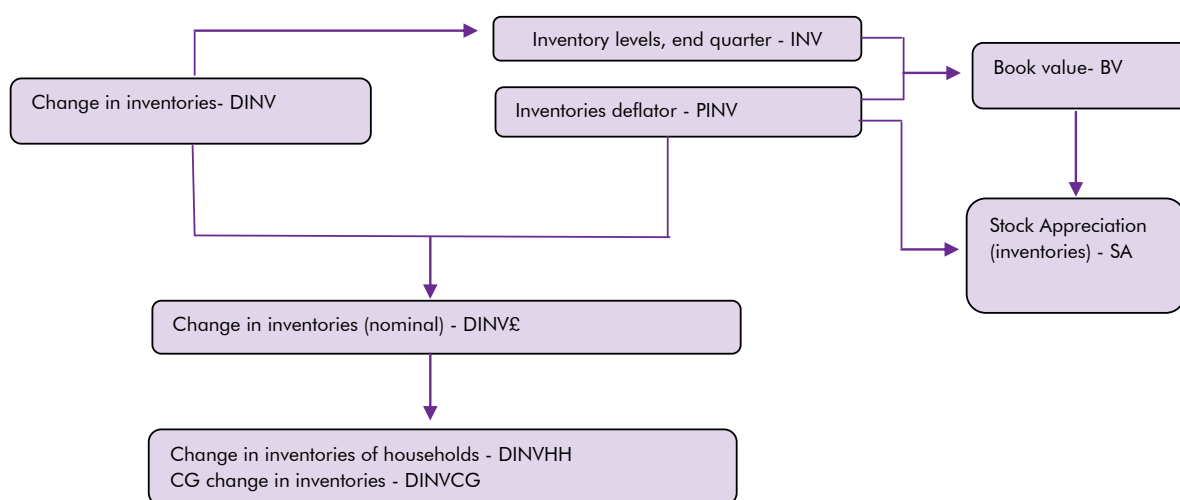 Inventory levels, end quarter - INV
Book value- BV
Change in inventories- DINV
Inventories deflator - PINV
Stock Appreciation
(inventories) - SA
Change in inventories (nominal) - DINV£
Change in inventories of households - DINVHH
CG change in inventories - DINVCG